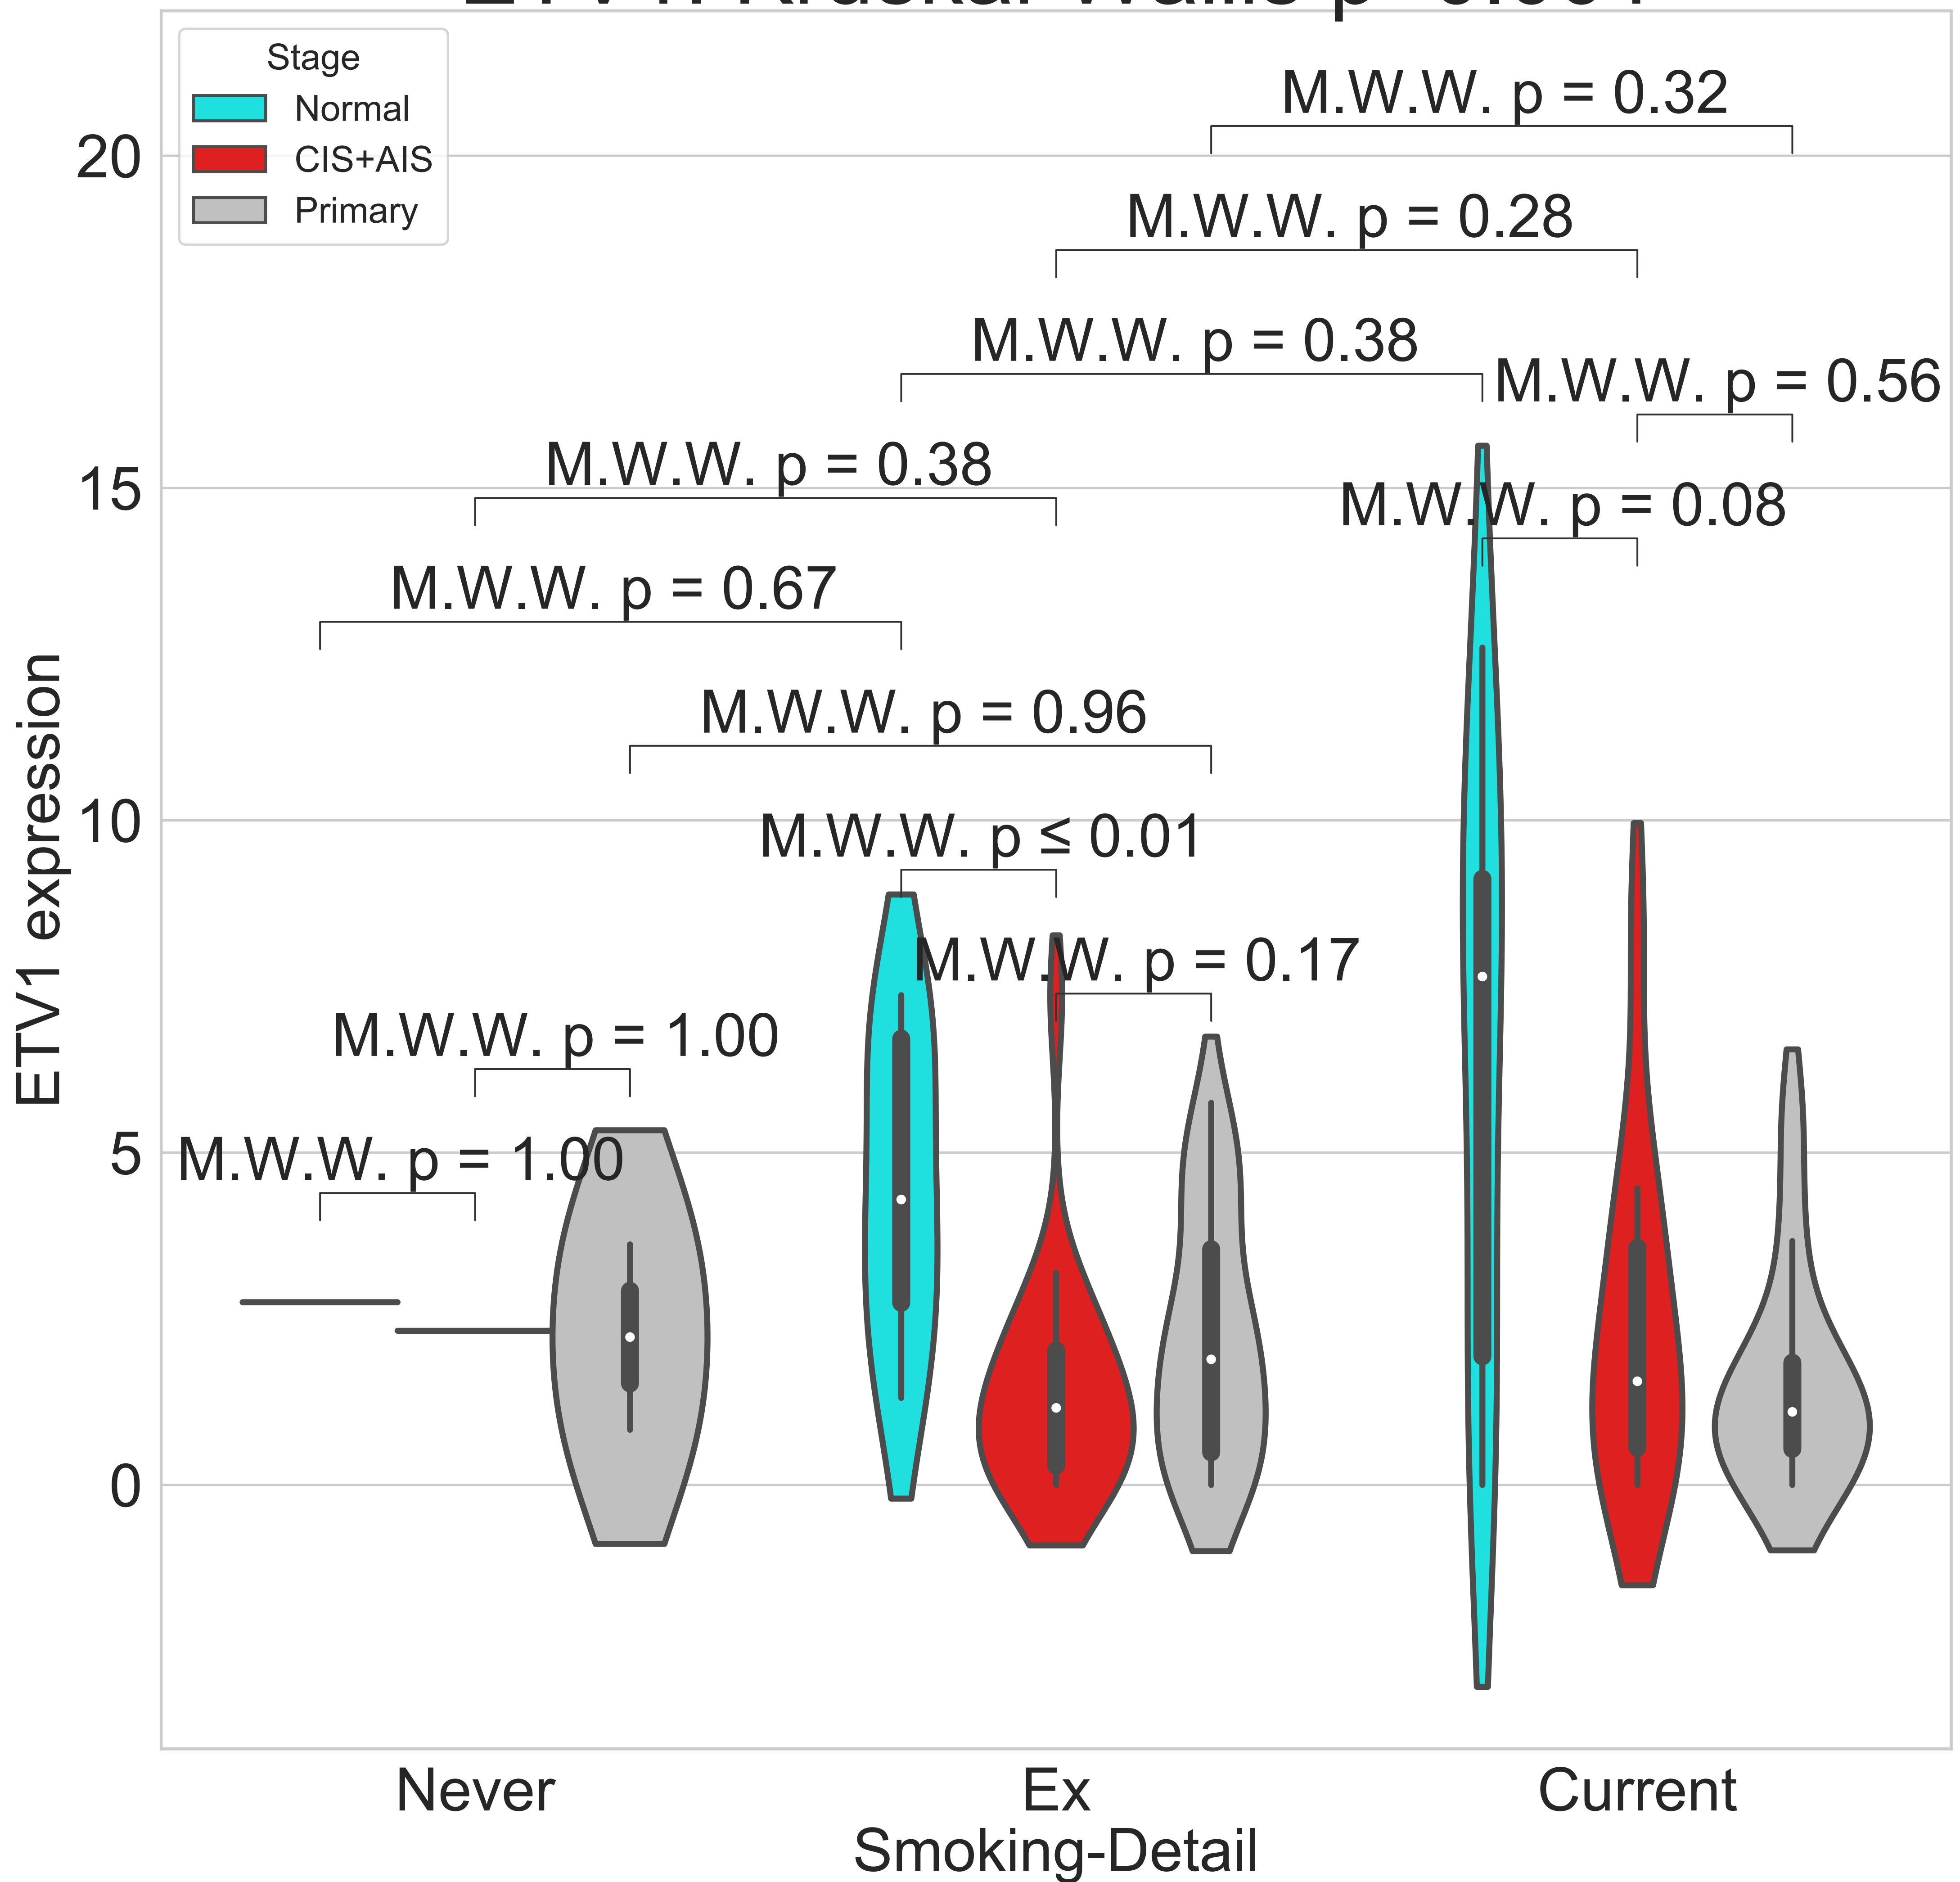 Stage
Normal
CIS+AIS
Primary
M.W.W. p = 0.32
M.W.W. p = 0.28
M.W.W. p = 0.38
M.W.W. p = 0.56
M.W.W. p = 0.38
M.W.W. p = 0.08
M.W.W. p = 0.67
M.W.W. p = 0.96
M.W.W. p ≤ 0.01
M.W.W. p = 0.17
M.W.W. p = 1.00
M.W.W. p = 1.00
20
15
10
5
0
ETV1 expression
Never
Ex
Current
Smoking-Detail